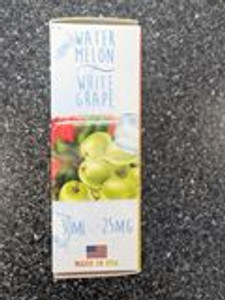 WATER
MELON
WHITE
GRAPE
30ML 25MG
MADE IN USA